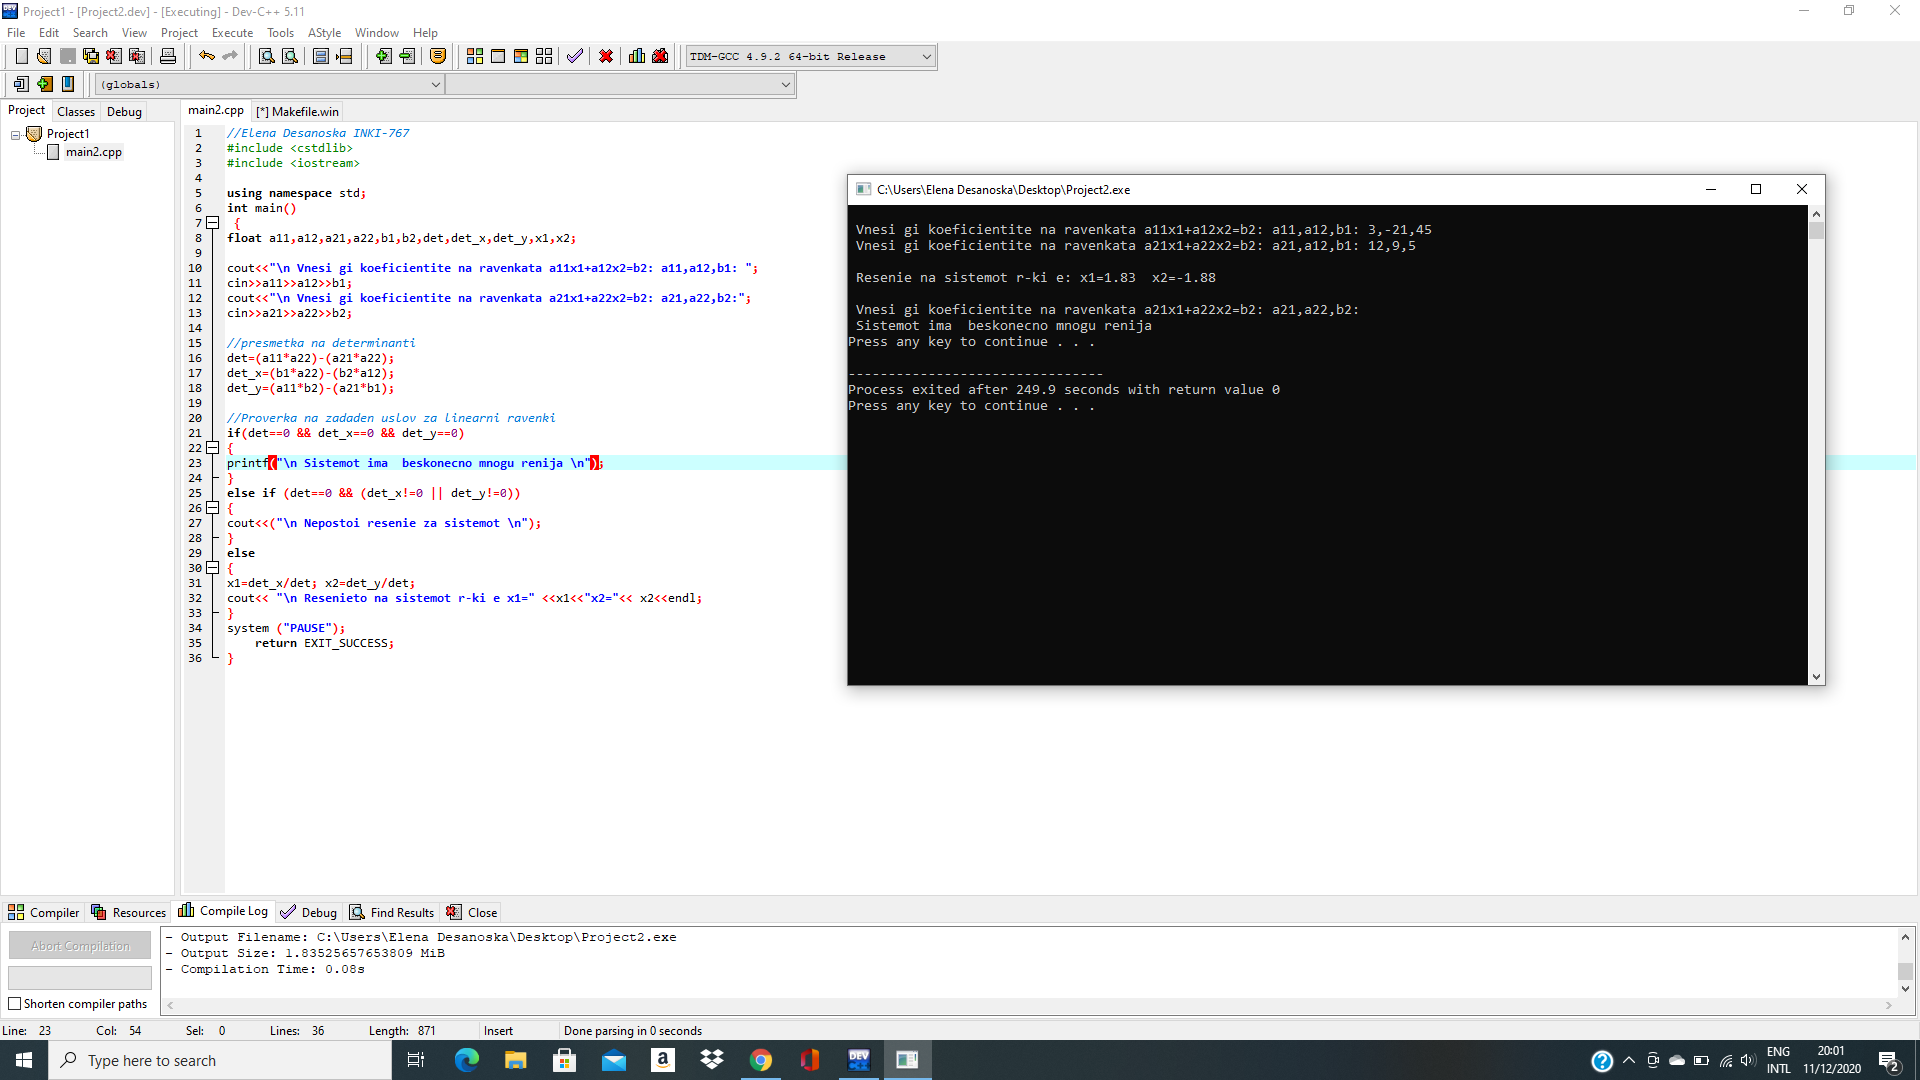 Project1 - [Project2.dev] - [Executing] - Dev-C++ 5.11
File Edit Search View Project Execute Tools AStyle Window Help
TDM-GCC 4.9.2 64-bit Release
(globals)
Project Classes Debug
main2.cpp [*] Makefile.win
Project1
main2.cpp
1 //Elena Desanoska INKI-767
2 #include <cstdlib>
3 #include <iostream>
4
5 using namespace std;
6 int main()
7 {
8 float a11,a12,a21,a22,b1,b2,det,det_x,det_y,x1,x2;
9
10 cout<<"\n Vnesi gi koeficientite na ravenkata a11x1+a12x2=b2: a11,a12,b1: ";
11 cin>>a11>>a12>>b1;
12 cout<<"\n Vnesi gi koeficientite na ravenkata a21x1+a22x2=b2: a21,a22,b2:";
13 cin>>a21>>a22>>b2;
14
15 //presmetka na determinanti
16 det=(a11*a22)-(a21*a22);
17 det_x=(b1*a22)-(b2*a12);
18 det_y=(a11*b2)-(a21*b1);
19
20 //Proverka na zadaden uslov za linearni ravenki
21 if(det==0 && det_x==0 && det_y==0)
22 {
23 printf("\n Sistemot ima  beskonecno mnogu renija \n");
24 }
25 else if (det==0 && (det_x!=0 || det_y!=0))
26 {
27 cout<<("\n Nepostoi resenie za sistemot \n");
28 }
29 else
30 {
31 x1=det_x/det; x2=det_y/det;
32 cout<< "\n Resenieto na sistemot r-ki e x1=" <<x1<<"x2="<< x2<<endl;
33 }
34 system ("PAUSE");
35 return EXIT_SUCCESS;
36 }
C:\Users\Elena Desanoska\Desktop\Project2.exe
Vnesi gi koeficientite na ravenkata a11x1+a12x2=b2: a11,a12,b1: 3,-21,45
Vnesi gi koeficientite na ravenkata a21x1+a22x2=b2: a21,a12,b1: 12,9,5
Resenie na sistemot r-ki e: x1=1.83  x2=-1.88
Vnesi gi koeficientite na ravenkata a21x1+a22x2=b2: a21,a22,b2:
Sistemot ima  beskonecno mnogu renija
Press any key to continue . . .
--------------------------------
Process exited after 249.9 seconds with return value 0
Press any key to continue . . .
Compiler Resources Compile Log Debug Find Results Close
Abort Compilation
Shorten compiler paths
- Output Filename: C:\Users\Elena Desanoska\Desktop\Project2.exe
- Output Size: 1.83525657653809 MiB
- Compilation Time: 0.08s
Line: 23 Col: 54 Sel: 0 Lines: 36 Length: 871 Insert Done parsing in 0 seconds
Type here to search
DEV
ENG
INTL
20:01
11/12/2020
2